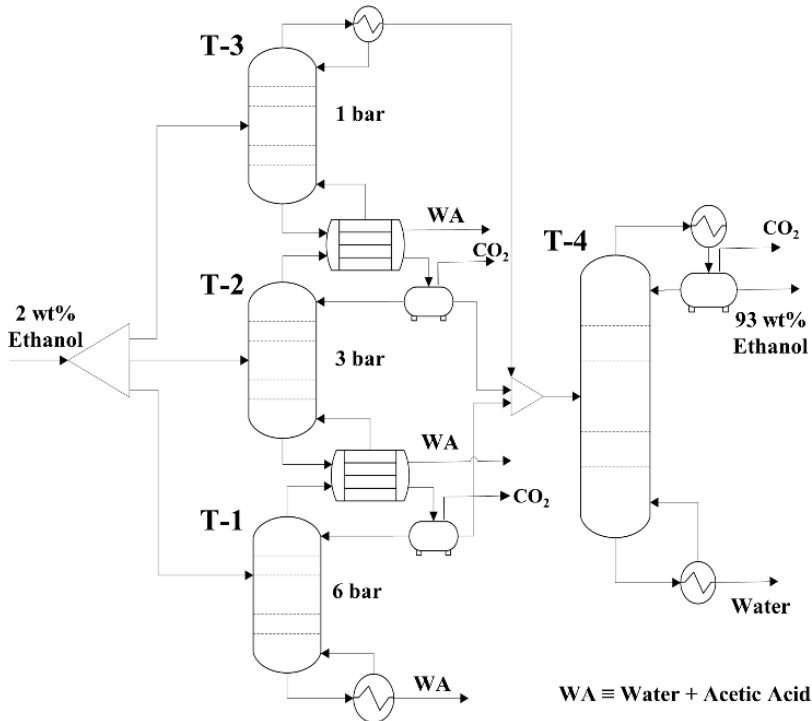 T-3
1 bar
WA
CO₂
T-2
T-4
CO₂
2 wt%
Ethanol
3 bar
93 wt%
Ethanol
WA
CO₂
T-1
6 bar
Water
WA
WA ≡ Water + Acetic Acid